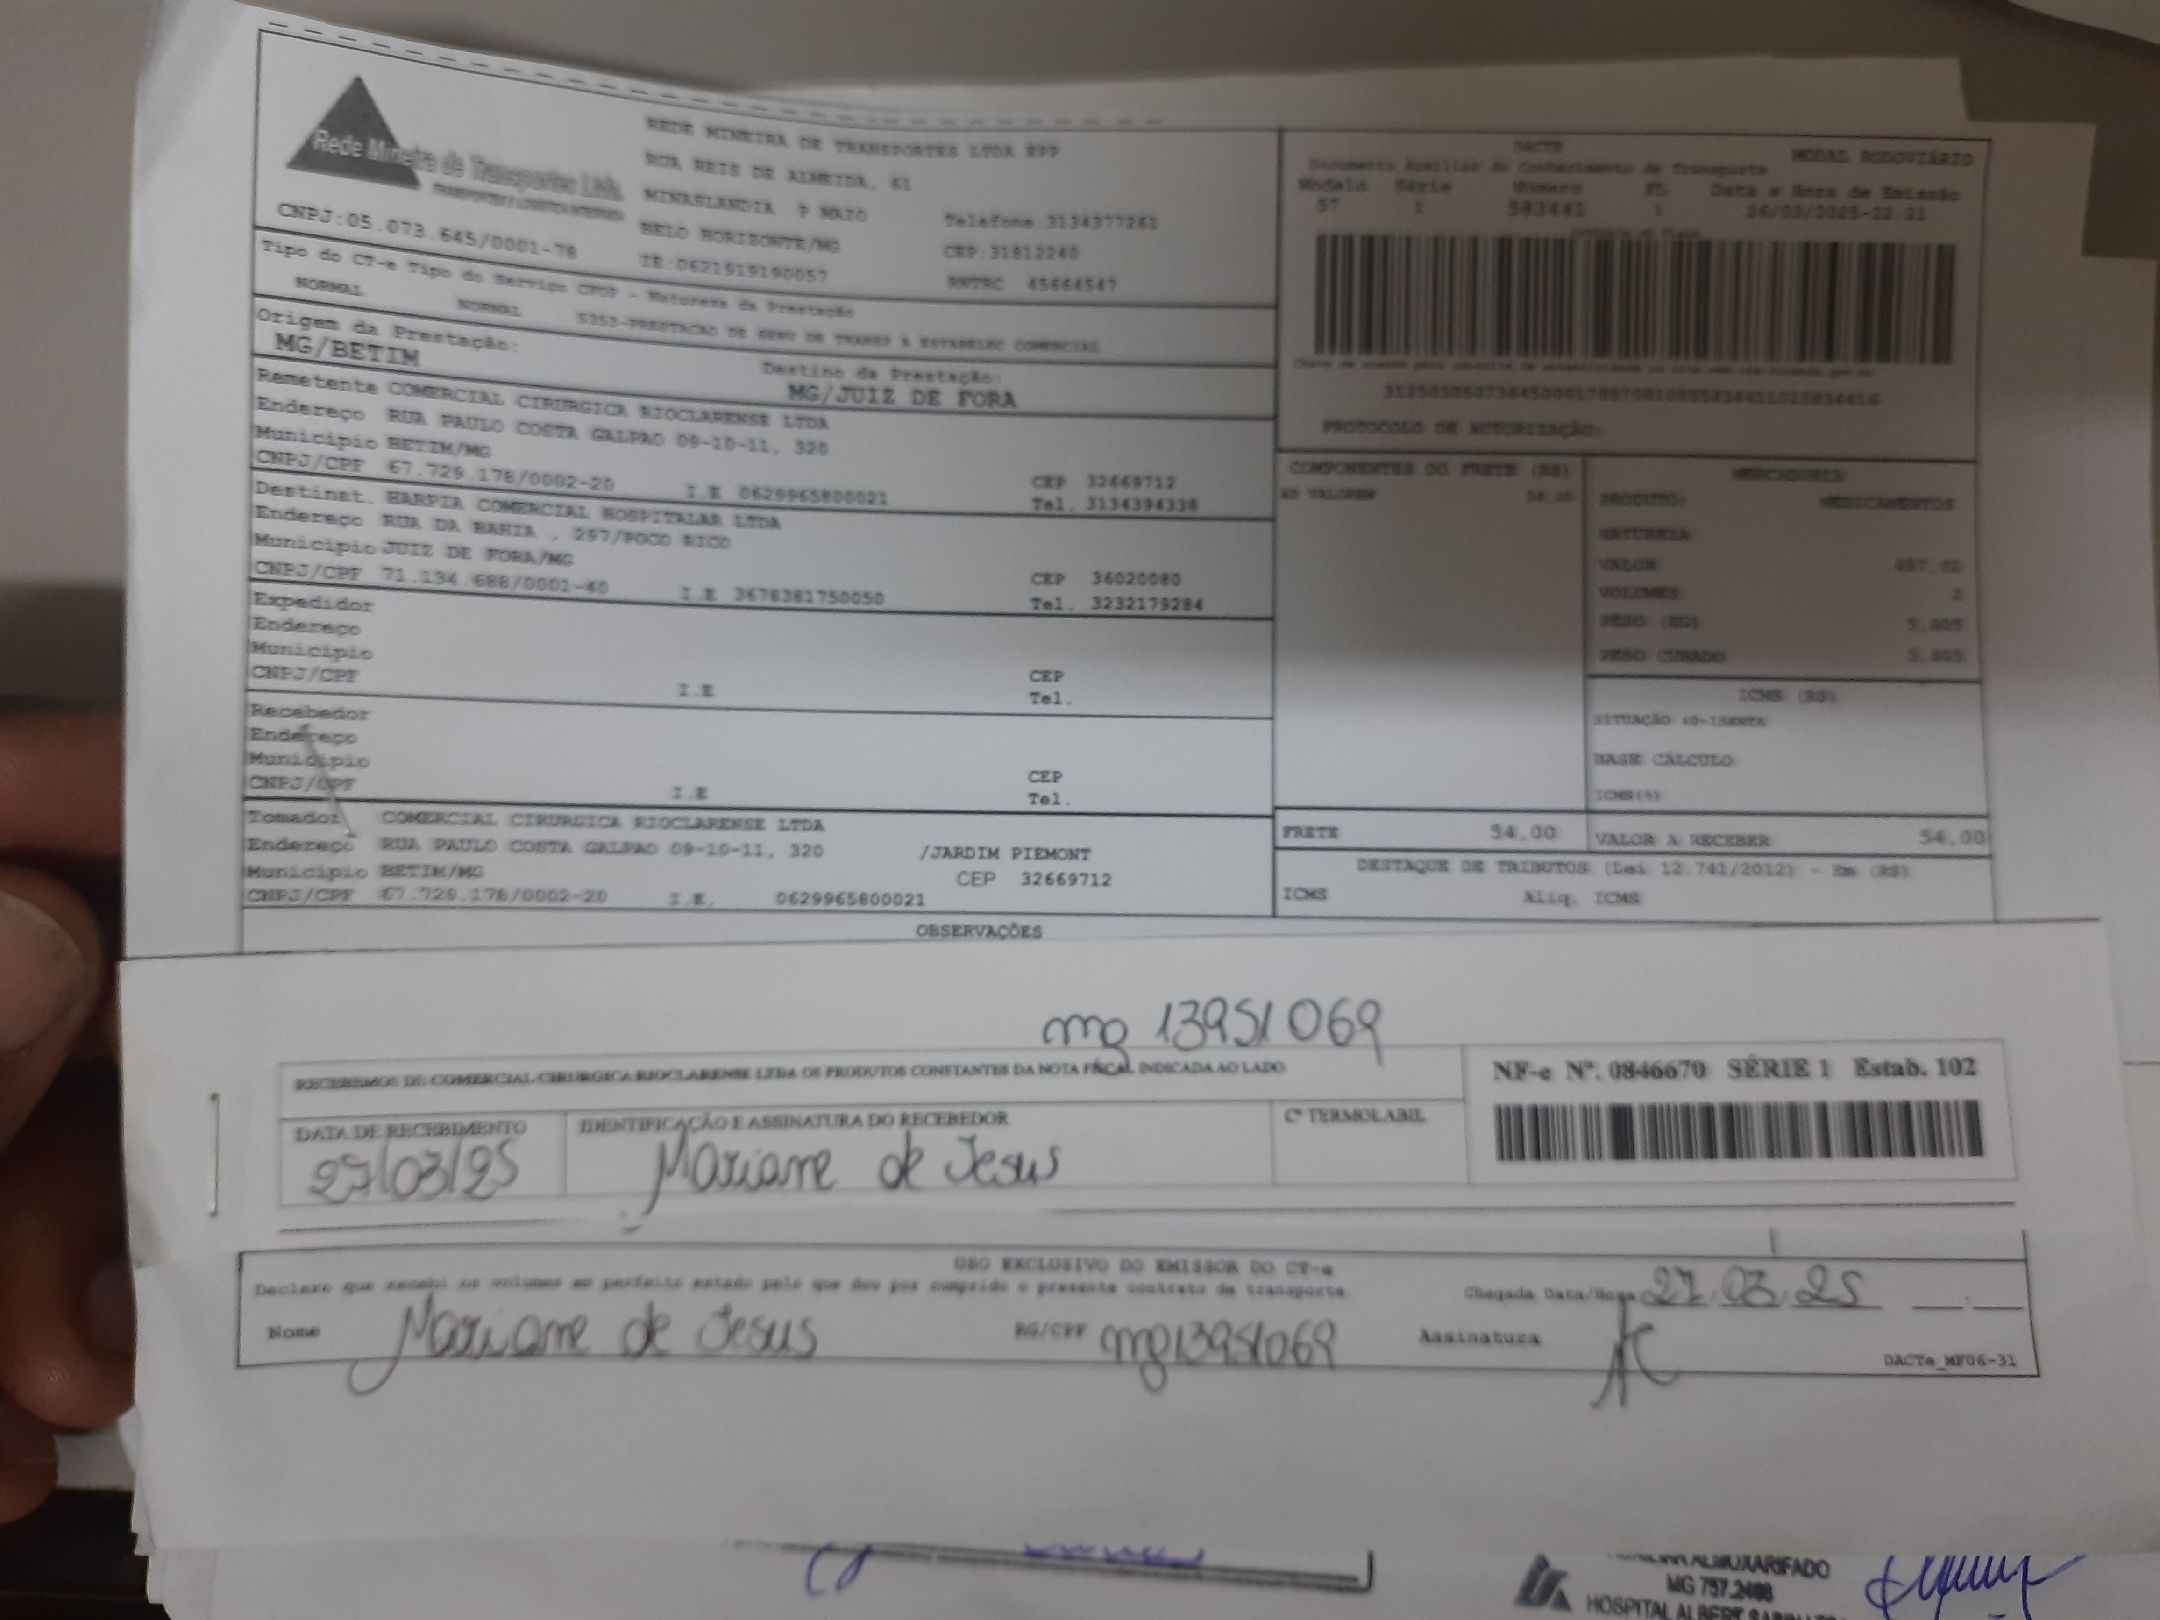 Rede Mineira de Transportes Ltda.
CNPJ:05.073.645/0001-78
REDE MINEIRA DE TRANSPORTES LTDA EPP
RUA REIS DE ALMEIDA, 61
MINASLANDIA P MAIO Telefone:3134377261
BELO HORIZONTE/MG CEP:31812240
IE:0621919190057 RNTRC 45664547
DACTE MODAL RODOVIÁRIO
Documento Auxiliar do Conhecimento de Transporte
Modelo Série Número FL Data e Hora de Emissão
57 1 583441 1 26/03/2025-22:21
Tipo do CT-e Tipo do Serviço CFOP - Natureza da Prestação
NORMAL NORMAL 5353-PRESTACAO DE SERV DE TRANSP A ESTABELEC COMERCIAL
Origem da Prestação: Destino da Prestação:
MG/BETIM MG/JUIZ DE FORA
PROTOCOLO DE AUTORIZAÇÃO:
Remetente COMERCIAL CIRURGICA RIOCLARENSE LTDA
Endereço RUA PAULO COSTA GALPAO 09-10-11, 320
Município BETIM/MG CEP 32669712
CNPJ/CPF 67.729.178/0002-20 I.E 0629965800021 Tel. 3134394338
Destinat. HARPIA COMERCIAL HOSPITALAR LTDA
Endereço RUA DA BAHIA , 297/POCO RICO
Município JUIZ DE FORA/MG CEP 36020080
CNPJ/CPF 71.134.688/0001-40 I.E 3678381750050 Tel. 3232179284
Expedidor
Endereço
Município CEP
CNPJ/CPF I.E Tel.
Recebedor
Endereço
Município CEP
CNPJ/CPF I.E Tel.
Tomador COMERCIAL CIRURGICA RIOCLARENSE LTDA
Endereço RUA PAULO COSTA GALPAO 09-10-11, 320 /JARDIM PIEMONT
Município BETIM/MG CEP 32669712
CNPJ/CPF 67.729.178/0002-20 I.E. 0629965800021
COMPONENTES DO FRETE (R$)
AD VALOREM 54.00
FRETE 54,00
MERCADORIA
PRODUTO: MEDICAMENTOS
NATUREZA
VALOR 657,02
VOLUMES 2
PESO (KG) 5,805
PESO CUBADO 5,805
ICMS (R$)
SITUAÇÃO 40-ISENTA
BASE CÁLCULO
ICMS(%)
VALOR A RECEBER 54,00
DESTAQUE DE TRIBUTOS (Lei 12.741/2012) - Em (R$)
ICMS Aliq. ICMS
OBSERVAÇÕES
mg 13951069
RECEBEMOS DE COMERCIAL CIRURGICA RIOCLARENSE LTDA OS PRODUTOS CONSTANTES DA NOTA FISCAL INDICADA AO LADO
NF-e Nº. 0846670 SÉRIE 1 Estab. 102
DATA DE RECEBIMENTO IDENTIFICAÇÃO E ASSINATURA DO RECEBEDOR Cº TERMOLABIL
27/03/25 Mariane de Jesus
USO EXCLUSIVO DO EMISSOR DO CT-e
Declaro que recebi os volumes em perfeito estado pelo que dou por cumprido o presente contrato de transporte. Chegada Data/Hora 27.03.25
Nome Mariane de Jesus RG/CPF mg13951069 Assinatura
DACTe_MF06-31
ALMOXARIFADO
MG 757.2498
HOSPITAL ALBERT